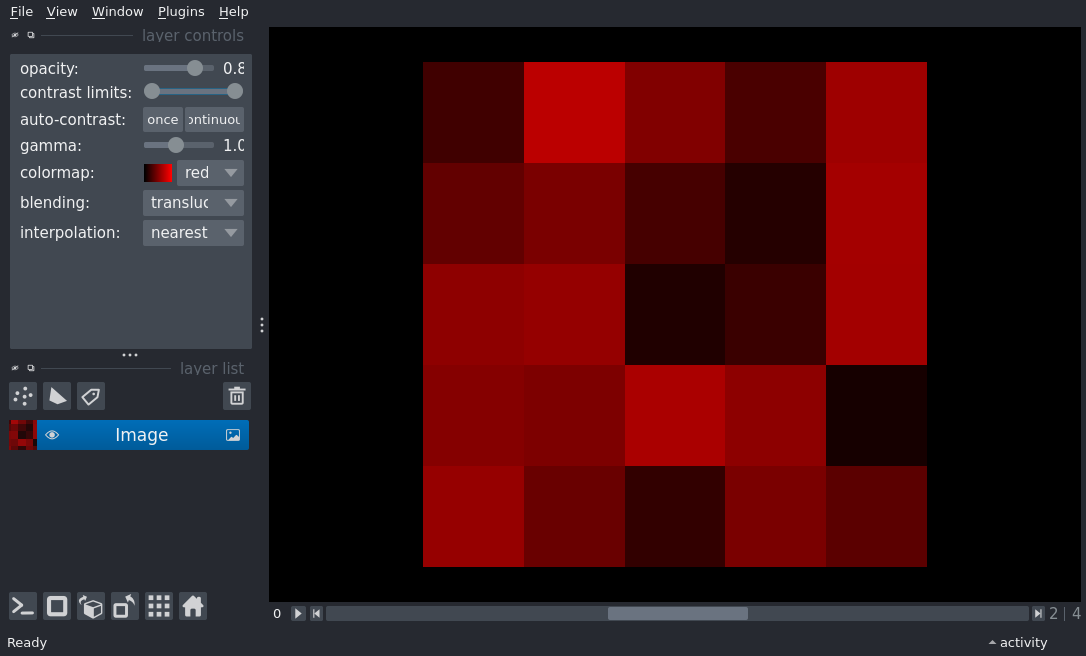 File View Window Plugins Help
layer controls
opacity: 0.8
contrast limits:
auto-contrast: once ontinuou
gamma: 1.0
colormap: red
blending: transluc
interpolation: nearest
layer list
Image
0 2 | 4
Ready activity